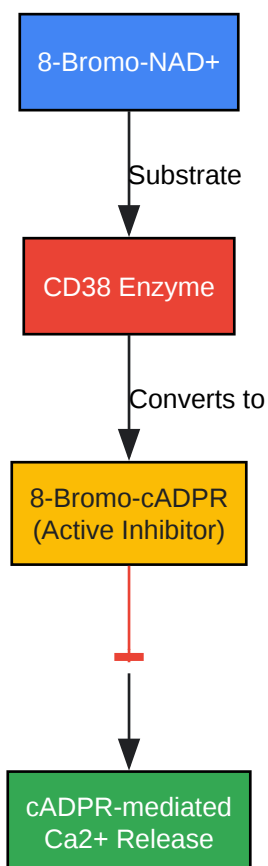 8-Bromo-NAD+
Substrate
CD38 Enzyme
Converts to
8-Bromo-cADPR
(Active Inhibitor)
cADPR-mediated
Ca2+ Release